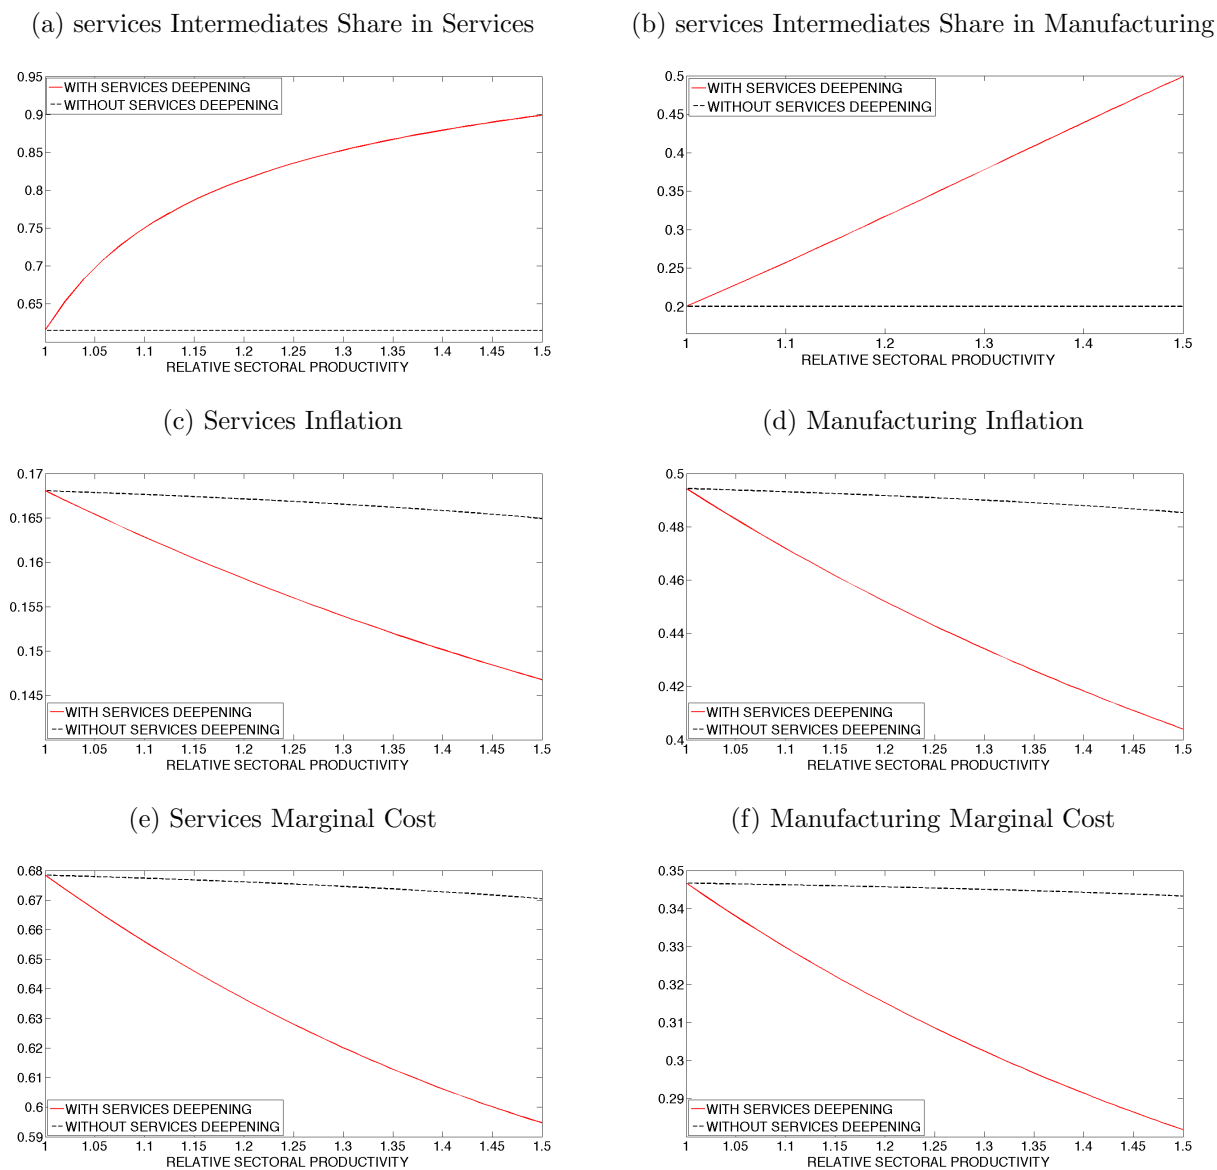 (a) services Intermediates Share in Services
0.95
0.9
0.85
0.8
0.75
0.7
0.65
WITH SERVICES DEEPENING
WITHOUT SERVICES DEEPENING
1 1.05 1.1 1.15 1.2 1.25 1.3 1.35 1.4 1.45 1.5
RELATIVE SECTORAL PRODUCTIVITY
(b) services Intermediates Share in Manufacturing
0.5
0.45
0.4
0.35
0.3
0.25
0.2
WITH SERVICES DEEPENING
WITHOUT SERVICES DEEPENING
1 1.1 1.2 1.3 1.4 1.5
RELATIVE SECTORAL PRODUCTIVITY
(c) Services Inflation
0.17
0.165
0.16
0.155
0.15
0.145
WITH SERVICES DEEPENING
WITHOUT SERVICES DEEPENING
1 1.05 1.1 1.15 1.2 1.25 1.3 1.35 1.4 1.45 1.5
RELATIVE SECTORAL PRODUCTIVITY
(d) Manufacturing Inflation
0.5
0.48
0.46
0.44
0.42
0.4
WITH SERVICES DEEPENING
WITHOUT SERVICES DEEPENING
1 1.05 1.1 1.15 1.2 1.25 1.3 1.35 1.4 1.45 1.5
RELATIVE SECTORAL PRODUCTIVITY
(e) Services Marginal Cost
0.68
0.67
0.66
0.65
0.64
0.63
0.62
0.61
0.6
0.59
WITH SERVICES DEEPENING
WITHOUT SERVICES DEEPENING
1 1.05 1.1 1.15 1.2 1.25 1.3 1.35 1.4 1.45 1.5
RELATIVE SECTORAL PRODUCTIVITY
(f) Manufacturing Marginal Cost
0.35
0.34
0.33
0.32
0.31
0.3
0.29
WITH SERVICES DEEPENING
WITHOUT SERVICES DEEPENING
1 1.05 1.1 1.15 1.2 1.25 1.3 1.35 1.4 1.45 1.5
RELATIVE SECTORAL PRODUCTIVITY